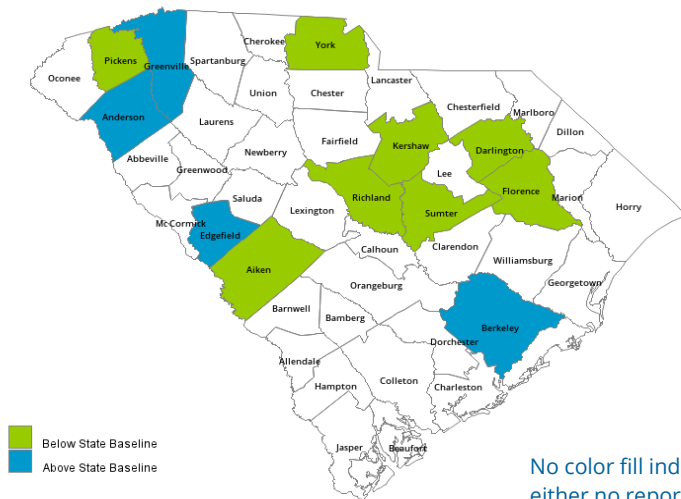 York
Cherokee
Pickens
Spartanburg
Greenville
Oconee
Lancaster
Union
Chester
Chesterfield
Marlboro
Anderson
Laurens
Dillon
Fairfield
Kershaw
Darlington
Newberry
Abbeville
Greenwood
Lee
Florence
Marion
Saluda
Richland
Horry
Lexington
Sumter
Mc Cormick
Edgefield
Calhoun
Clarendon
Williamsburg
Aiken
Orangeburg
Georgetown
Barnwell
Bamberg
Berkeley
Dorchester
Allendale
Hampton
Colleton
Charleston
Jasper
Beaufort
Below State Baseline
Above State Baseline
No color fill ind
either no repor